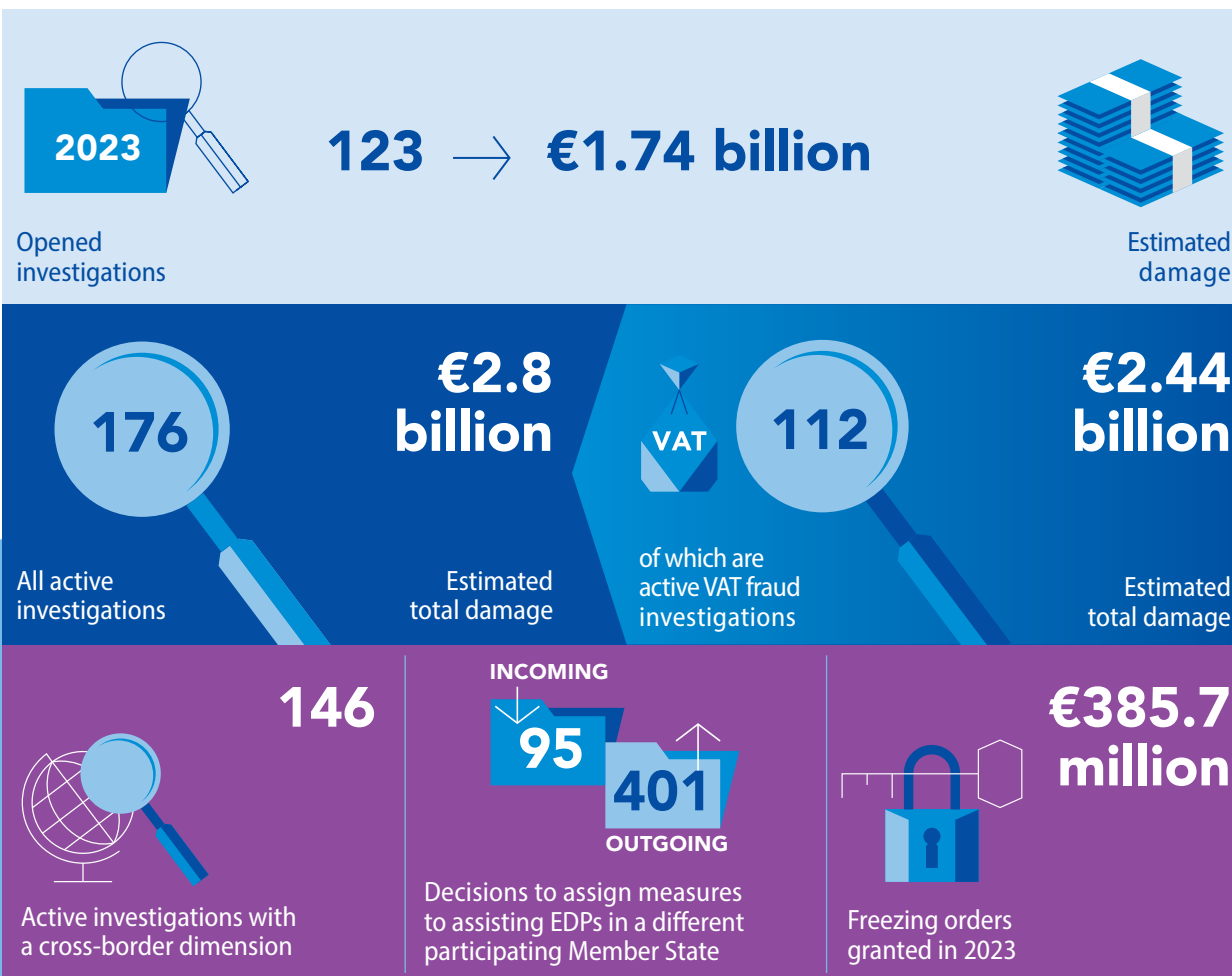 2023
123 → €1.74 billion
Opened
investigations
Estimated
damage
176
€2.8
billion
All active
investigations
Estimated
total damage
VAT
112
€2.44
billion
of which are
active VAT fraud
investigations
Estimated
total damage
146
Active investigations with
a cross-border dimension
INCOMING
95
401
OUTGOING
Decisions to assign measures
to assisting EDPs in a different
participating Member State
€385.7
million
Freezing orders
granted in 2023